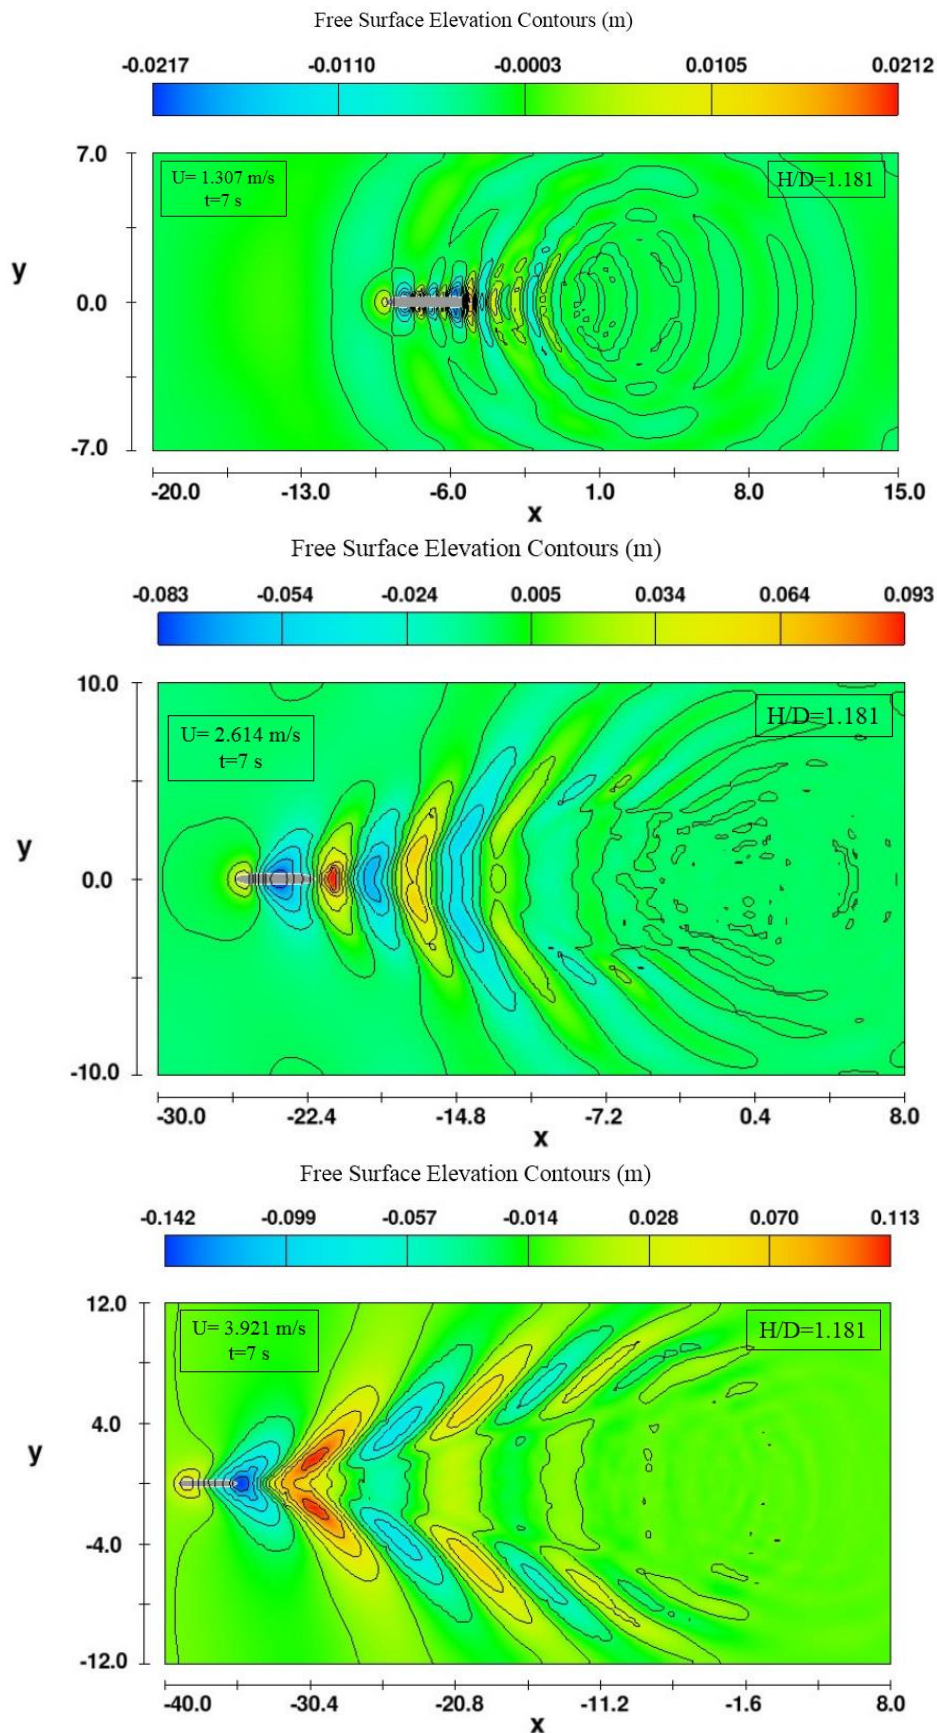 Free Surface Elevation Contours (m)
-0.0217 -0.0110 -0.0003 0.0105 0.0212
7.0
U= 1.307 m/s
t=7 s
H/D=1.181
y
0.0
-7.0
-20.0 -13.0 -6.0 1.0 8.0 15.0
x
Free Surface Elevation Contours (m)
-0.083 -0.054 -0.024 0.005 0.034 0.064 0.093
10.0
H/D=1.181
U= 2.614 m/s
t=7 s
y
0.0
-10.0
-30.0 -22.4 -14.8 -7.2 0.4 8.0
x
Free Surface Elevation Contours (m)
-0.142 -0.099 -0.057 -0.014 0.028 0.070 0.113
12.0
U= 3.921 m/s
t=7 s
H/D=1.181
4.0
y
-4.0
-12.0
-40.0 -30.4 -20.8 -11.2 -1.6 8.0
x